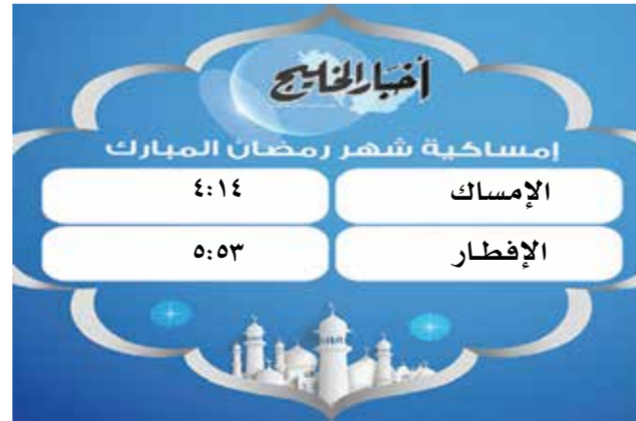 أخبار الخليج
إمساكية شهر رمضان المبارك
الإمساك ٤:١٤
الإفطار ٥:٥٣